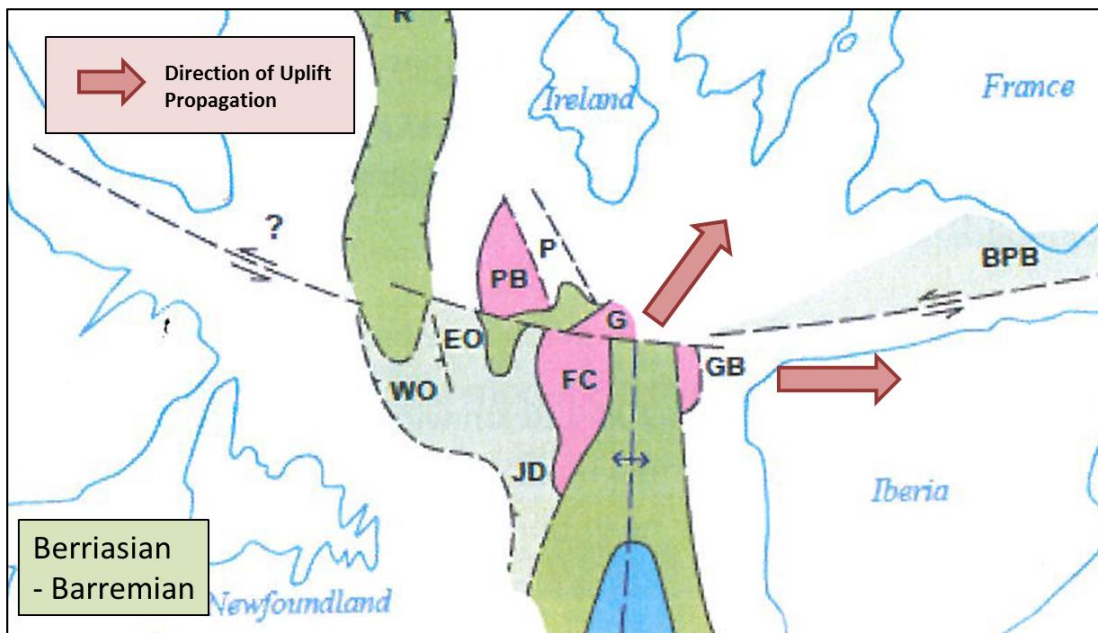 R
Direction of Uplift
Propagation
Ireland
France
?
P
PB
BPB
G
EO
GB
FC
WO
JD
Iberia
Berriasian
- Barremian
Newfoundland